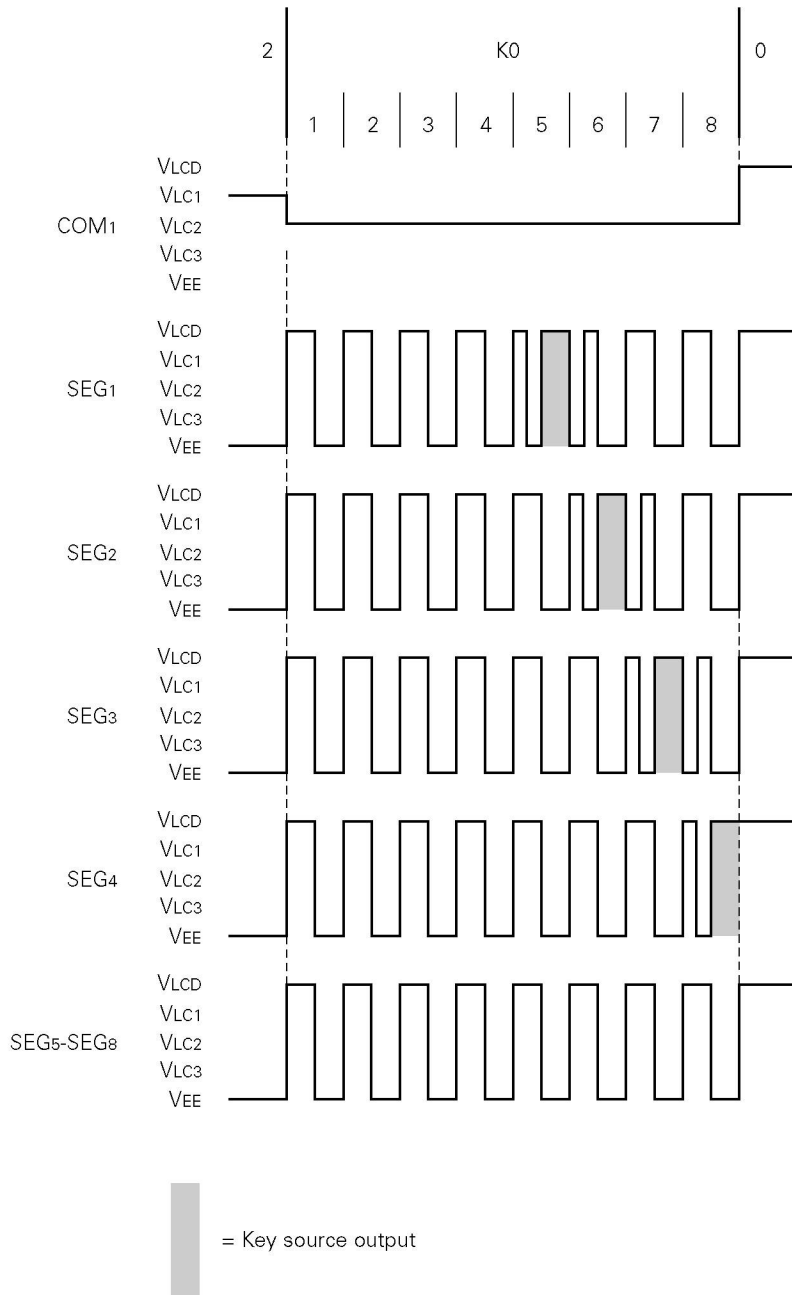 2 K0 0
1 2 3 4 5 6 7 8
VLCD
VLC1
COM1 VLC2
VLC3
VEE
VLCD
VLC1
SEG1 VLC2
VLC3
VEE
VLCD
VLC1
SEG2 VLC2
VLC3
VEE
VLCD
VLC1
SEG3 VLC2
VLC3
VEE
VLCD
VLC1
SEG4 VLC2
VLC3
VEE
VLCD
VLC1
SEG5-SEG8 VLC2
VLC3
VEE
= Key source output